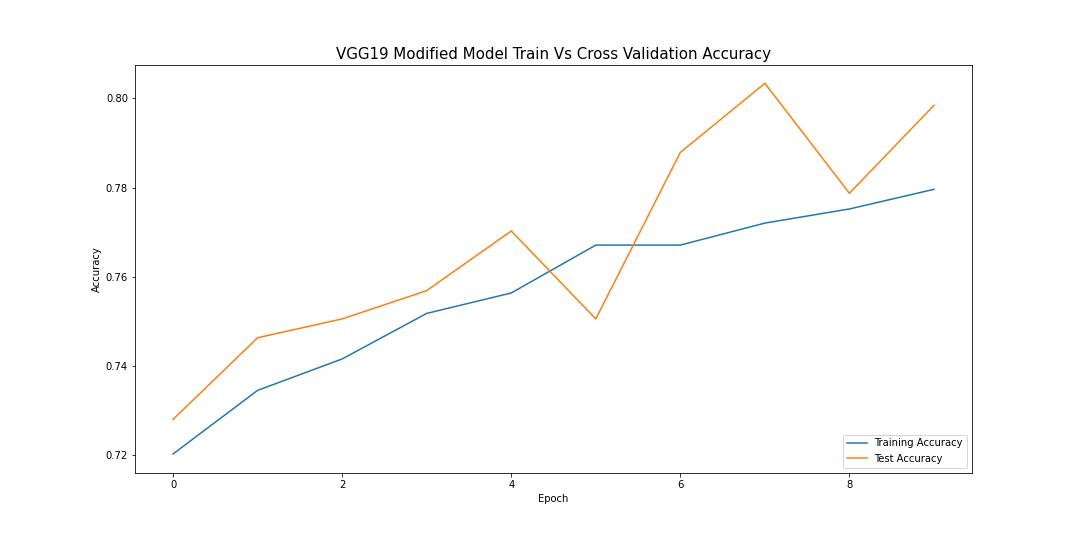 VGG19 Modified Model Train Vs Cross Validation Accuracy
0.80
0.78
0.76
0.74
0.72
Accuracy
0 2 4 6 8
Epoch
Training Accuracy
Test Accuracy